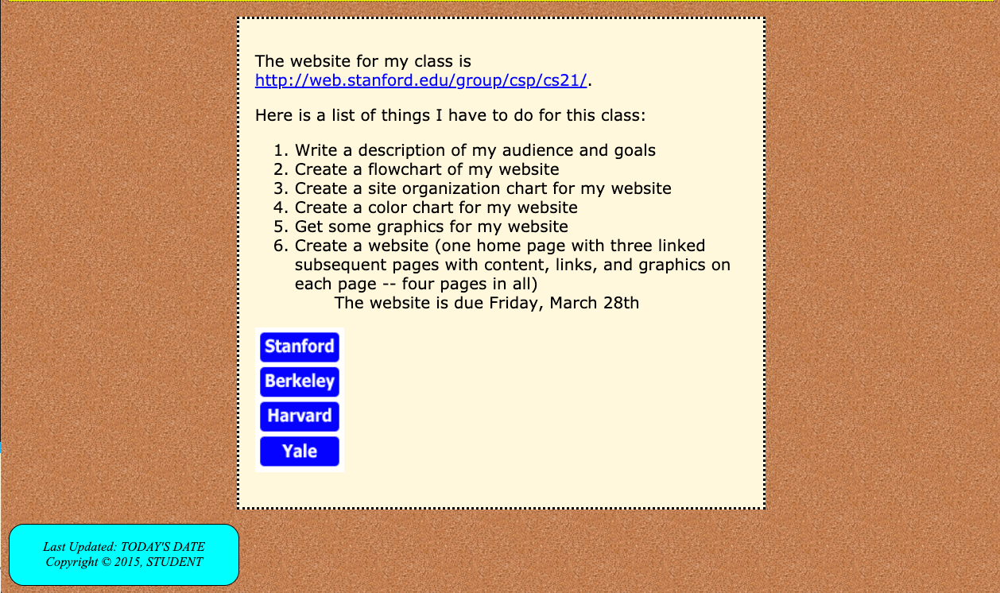 The website for my class is
http://web.stanford.edu/group/csp/cs21/.
Here is a list of things I have to do for this class:
1. Write a description of my audience and goals
2. Create a flowchart of my website
3. Create a site organization chart for my website
4. Create a color chart for my website
5. Get some graphics for my website
6. Create a website (one home page with three linked
subsequent pages with content, links, and graphics on
each page -- four pages in all)
The website is due Friday, March 28th
Stanford
Berkeley
Harvard
Yale
Last Updated: TODAY'S DATE
Copyright © 2015, STUDENT